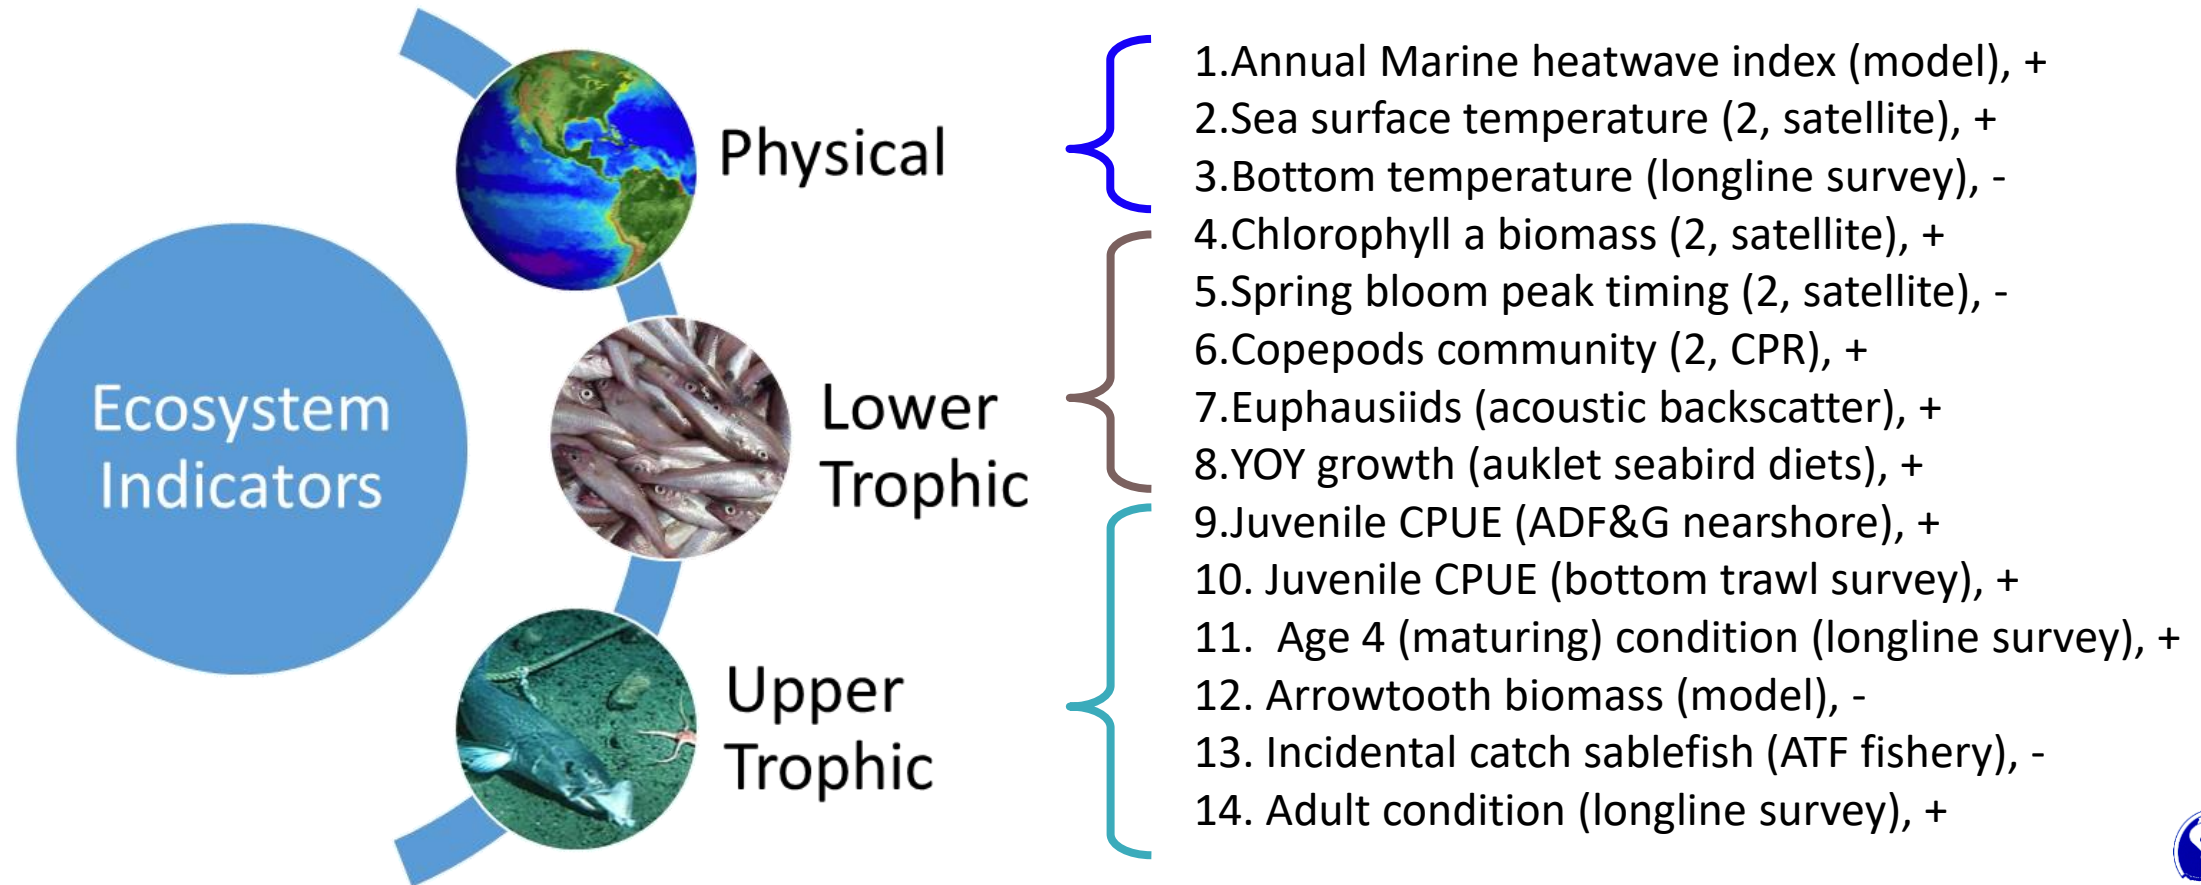 Ecosystem
Indicators
Physical
Lower
Trophic
Upper
Trophic
1.Annual Marine heatwave index (model), +
2.Sea surface temperature (2, satellite), +
3.Bottom temperature (longline survey), -
4.Chlorophyll a biomass (2, satellite), +
5.Spring bloom peak timing (2, satellite), -
6.Copepods community (2, CPR), +
7.Euphausiids (acoustic backscatter), +
8.YOY growth (auklet seabird diets), +
9.Juvenile CPUE (ADF&G nearshore), +
10. Juvenile CPUE (bottom trawl survey), +
11.  Age 4 (maturing) condition (longline survey), +
12. Arrowtooth biomass (model), -
13. Incidental catch sablefish (ATF fishery), -
14. Adult condition (longline survey), +